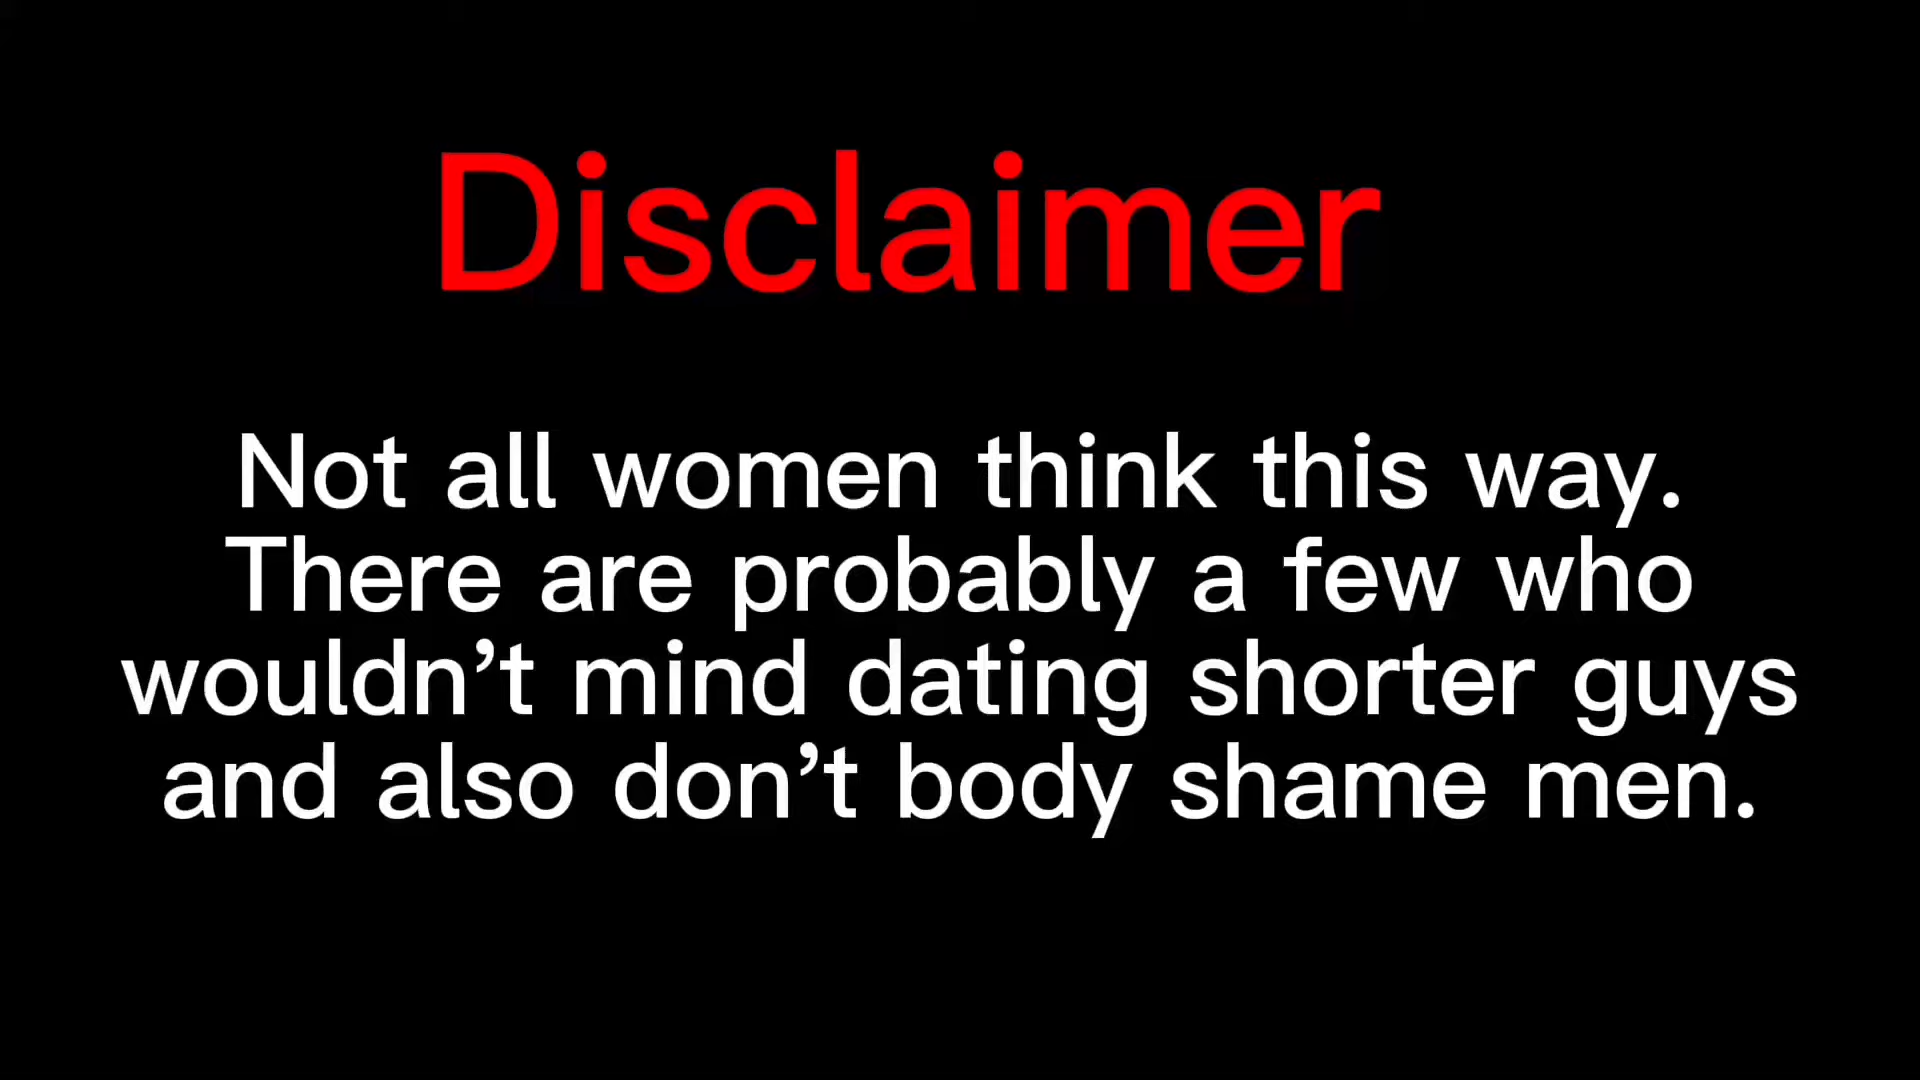 Disclaimer
Not all women think this way.
There are probably a few who
wouldn’t mind dating shorter guys
and also don’t body shame men.